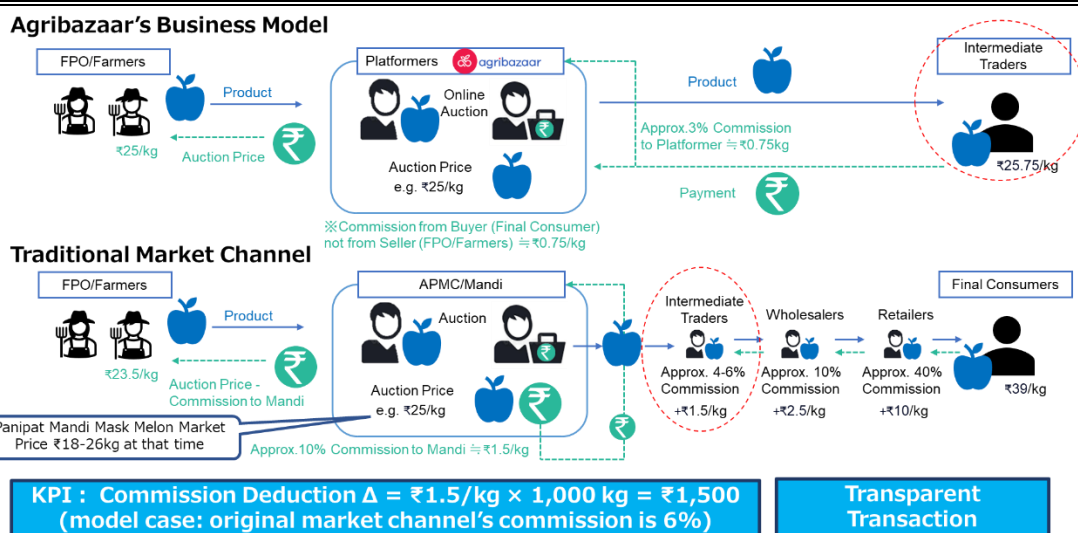 Agribazaar's Business Model
FPO/Farmers
Product
₹25/kg
Auction Price
₹
Platformers
agribazaar
Online
Auction
₹
Auction Price
e.g. ₹25/kg
※Commission from Buyer (Final Consumer)
not from Seller (FPO/Farmers) ≒₹0.75/kg
Product
Approx.3% Commission
to Platformer ≒₹0.75kg
Payment
₹
Intermediate
Traders
₹25.75/kg
Traditional Market Channel
FPO/Farmers
Product
₹23.5/kg
Auction Price -
Commission to Mandi
₹
APMC/Mandi
Auction
₹
Auction Price
e.g. ₹25/kg
₹
Panipat Mandi Mask Melon Market
Price ₹18-26kg at that time
Approx.10% Commission to Mandi ≒₹1.5/kg
₹
Intermediate
Traders
Approx. 4-6%
Commission
+₹1.5/kg
Wholesalers
Approx. 10%
Commission
+₹2.5/kg
Retailers
Approx. 40%
Commission
+₹10/kg
Final Consumers
₹39/kg
KPI : Commission Deduction Δ = ₹1.5/kg × 1,000 kg = ₹1,500
(model case: original market channel's commission is 6%)
Transparent
Transaction